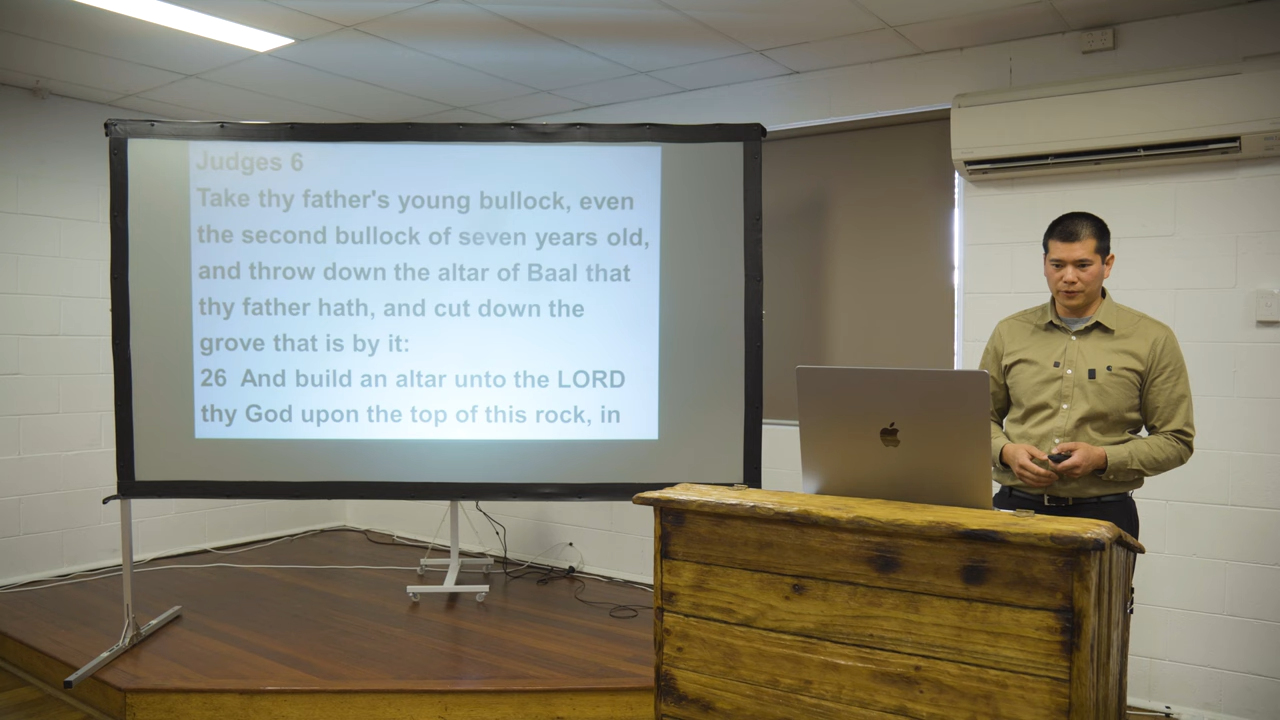 Judges 6
Take thy father's young bullock, even
the second bullock of seven years old,
and throw down the altar of Baal that
thy father hath, and cut down the
grove that is by it:
26 And build an altar unto the LORD
thy God upon the top of this rock, in